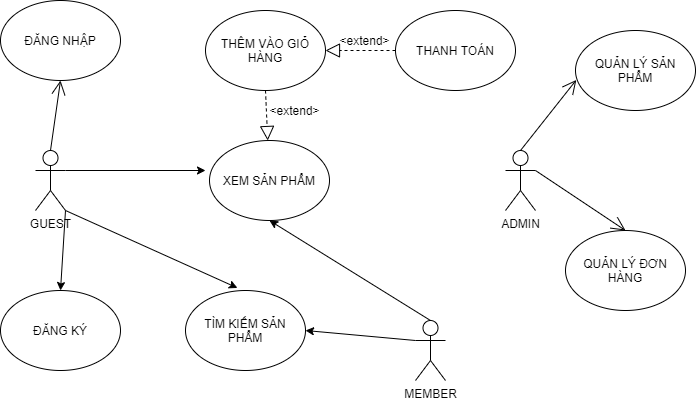 ĐĂNG NHẬP
THÊM VÀO GIỎ
HÀNG
<extend>
THANH TOÁN
QUẢN LÝ SẢN
PHẨM
<extend>
XEM SẢN PHẨM
GUEST
ADMIN
QUẢN LÝ ĐƠN
HÀNG
ĐĂNG KÝ
TÌM KIẾM SẢN
PHẨM
MEMBER